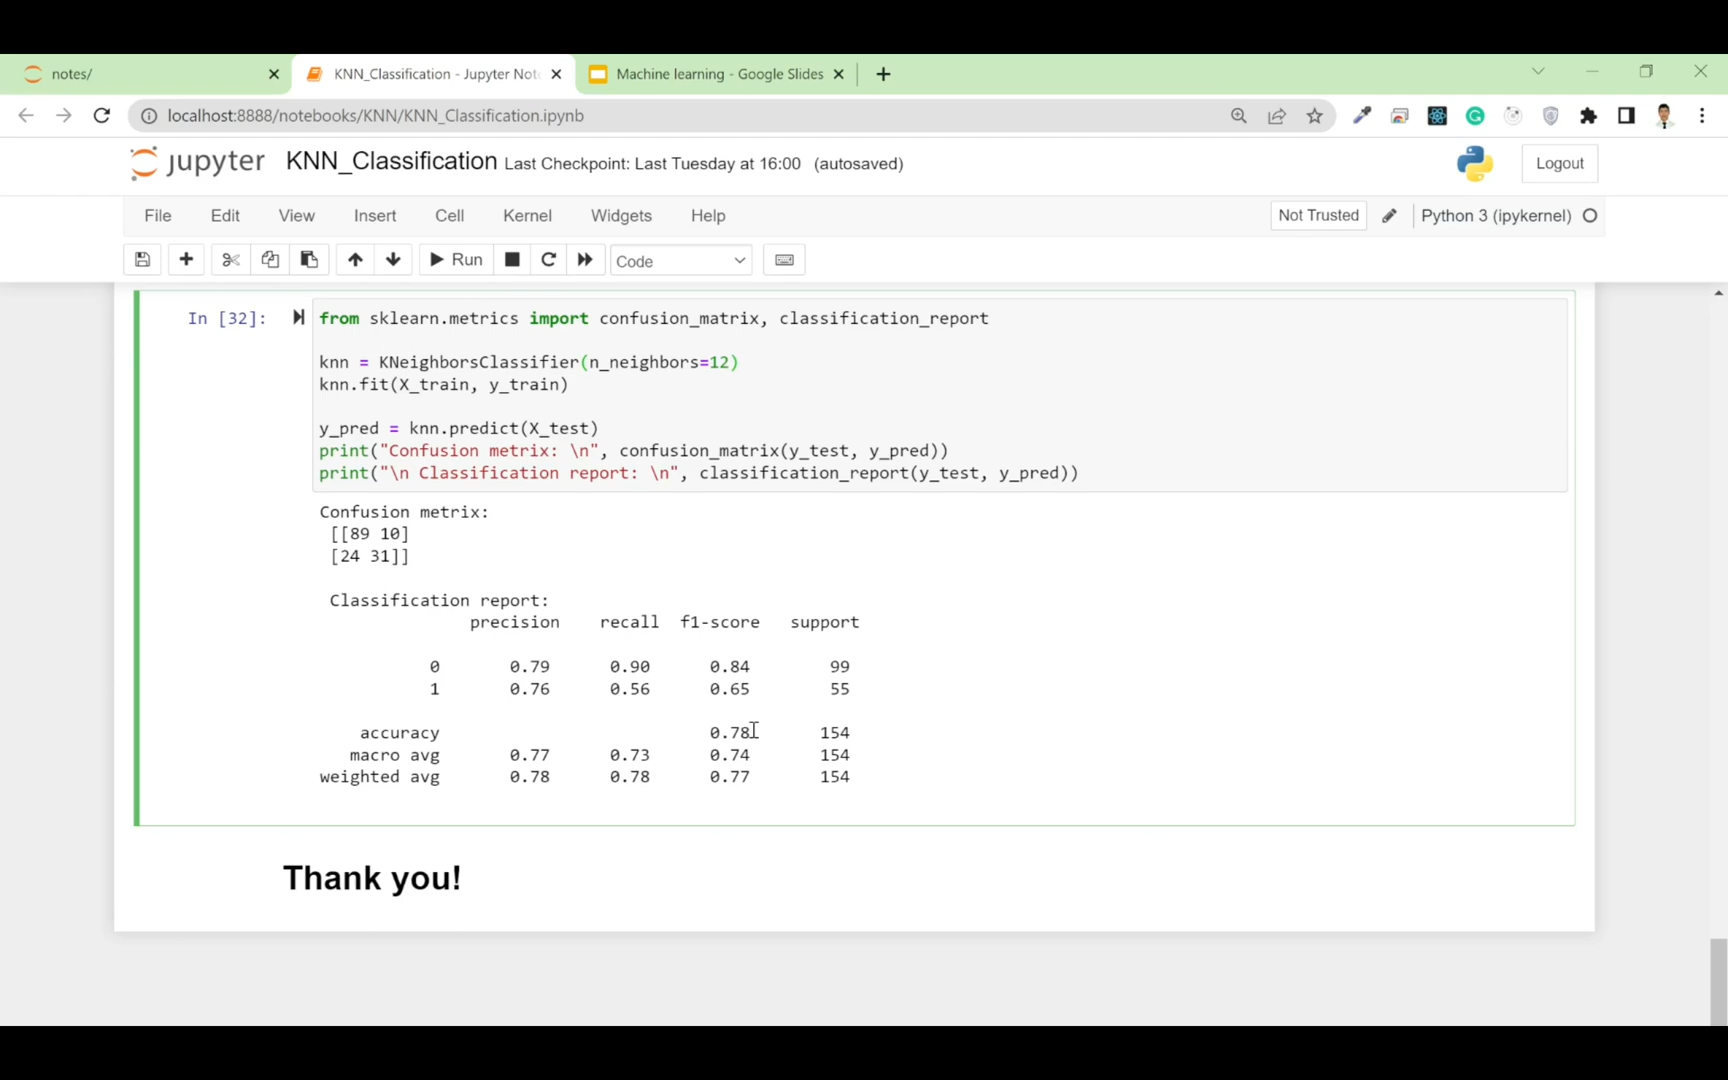 notes/
KNN_Classification - Jupyter Note
Machine learning - Google Slides
localhost:8888/notebooks/KNN/KNN_Classification.ipynb
jupyter KNN_Classification Last Checkpoint: Last Tuesday at 16:00 (autosaved)
Logout
File Edit View Insert Cell Kernel Widgets Help
Not Trusted
Python 3 (ipykernel)
Run
Code
In [32]:
from sklearn.metrics import confusion_matrix, classification_report
knn = KNeighborsClassifier(n_neighbors=12)
knn.fit(X_train, y_train)
y_pred = knn.predict(X_test)
print("Confusion metrix: \n", confusion_matrix(y_test, y_pred))
print("\n Classification report: \n", classification_report(y_test, y_pred))
Confusion metrix:
[[89 10]
[24 31]]
Classification report:
precision recall f1-score support
0 0.79 0.90 0.84 99
1 0.76 0.56 0.65 55
accuracy 0.78 154
macro avg 0.77 0.73 0.74 154
weighted avg 0.78 0.78 0.77 154
Thank you!